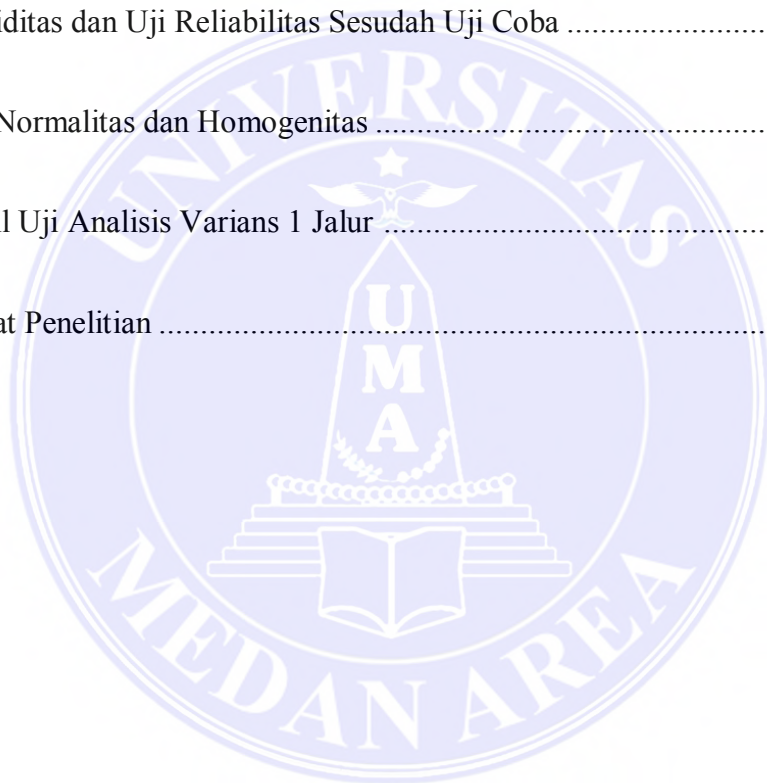 iditas dan Uji Reliabilitas Sesudah Uji Coba ........................
UNIVERSITAS
Normalitas dan Homogenitas ................................................
l Uji Analisis Varians 1 Jalur ...............................................
at Penelitian ..........................................................................
U
M
A
MEDAN AREA